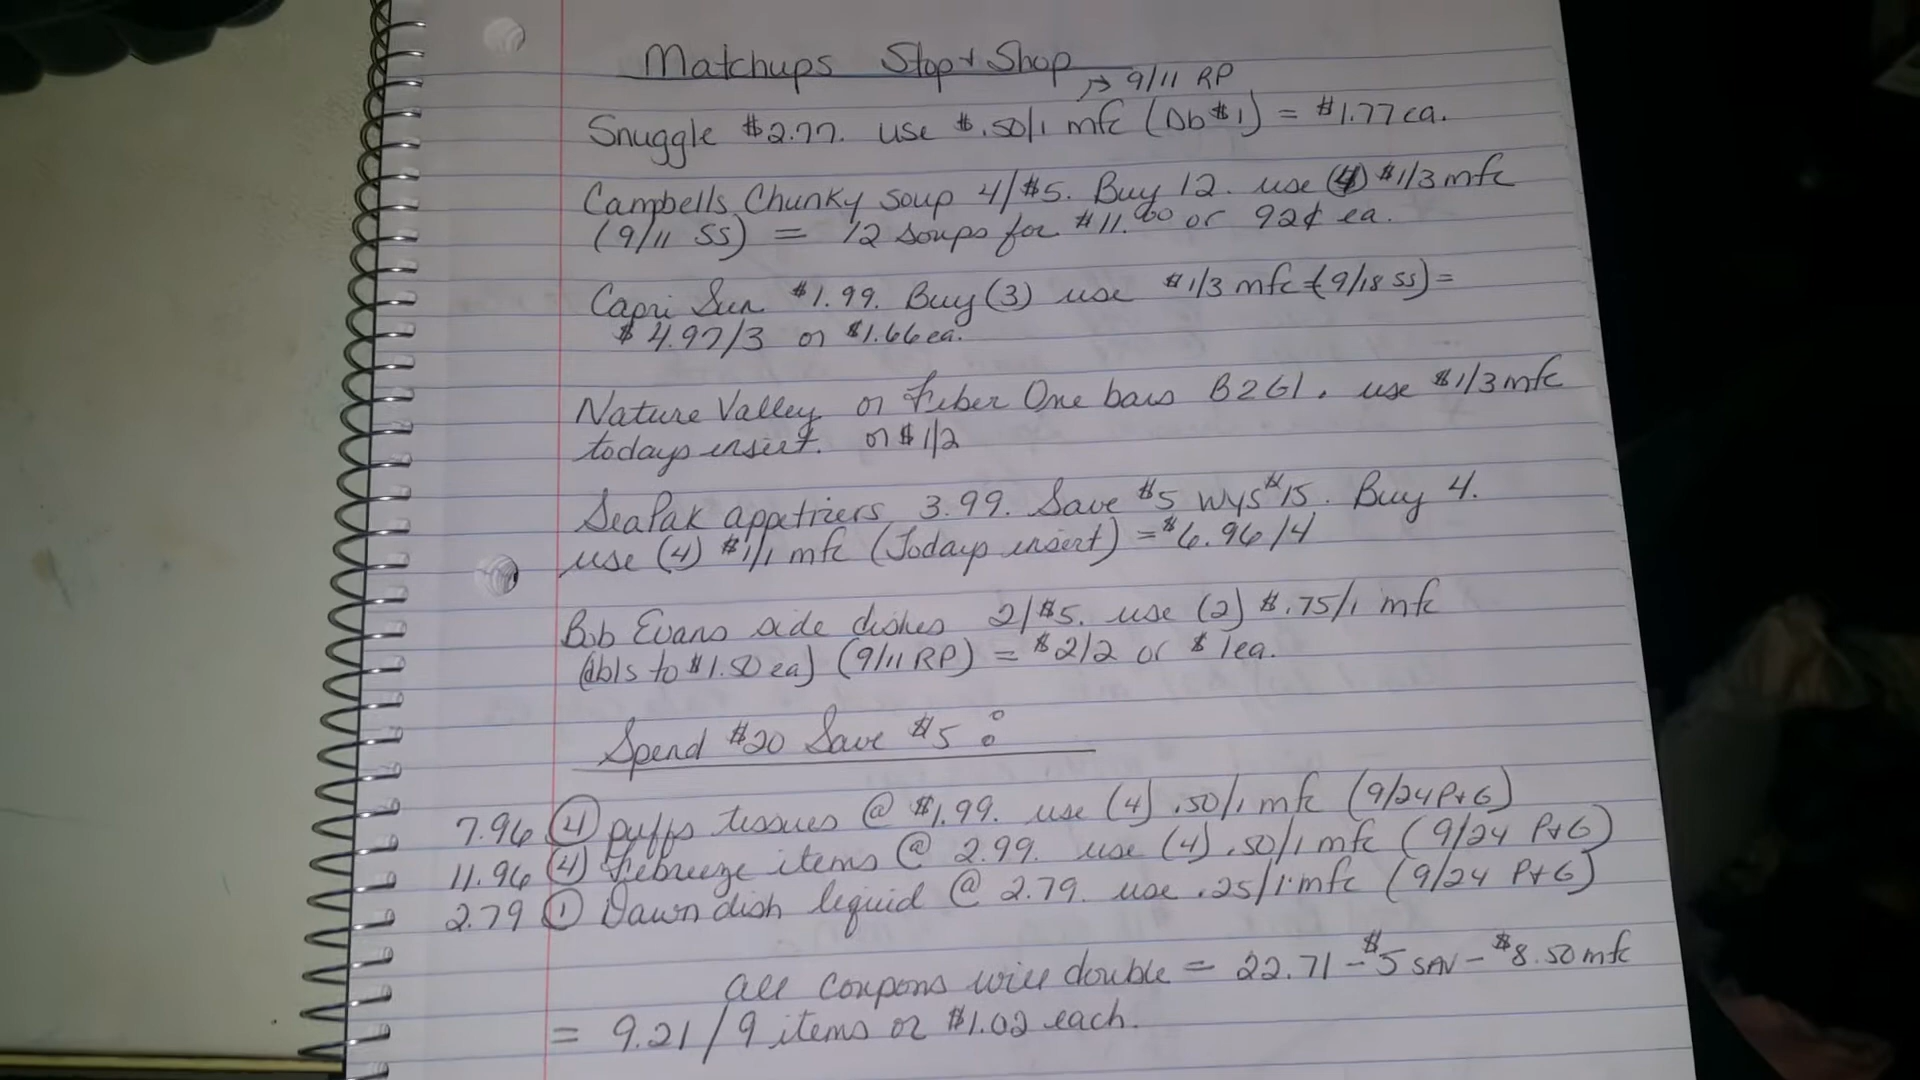 Matchups Stop + Shop
→ 9/11 RP
Snuggle $2.77. use $.50/1 mfc (Db $1) = $1.77 ea.
Campbells Chunky soup 4/$5. Buy 12. use (4) $1/3 mfc
(9/11 SS) = 12 soups for $11.00 or 92¢ ea.
Capri Sun $1.99. Buy (3) use $1/3 mfc (9/18 SS) =
$4.97/3 or $1.66 ea.
Nature Valley or Fiber One bars B2G1. use $1/3 mfc
todays insert. or $1/2
SeaPak appetizers 3.99. Save $5 wys $15. Buy 4.
use (4) $1/1 mfc (Todays insert) = $6.96/4
Bob Evans side dishes 2/$5. use (2) $.75/1 mfc
(dbls to $1.50 ea) (9/11 RP) = $2/2 or $1 ea.
Spend $20 Save $5:
7.96 (4) puffs tissues @ $1.99. use (4) .50/1 mfc (9/24 P+G)
11.96 (4) Febreeze items @ 2.99. use (4) .50/1 mfc (9/24 P+G)
2.79 (1) Dawn dish liquid @ 2.79. use .25/1 mfc (9/24 P+G)
all coupons will double = 22.71 - $5 SAV - $8.50 mfc
= 9.21/9 items or $1.02 each.